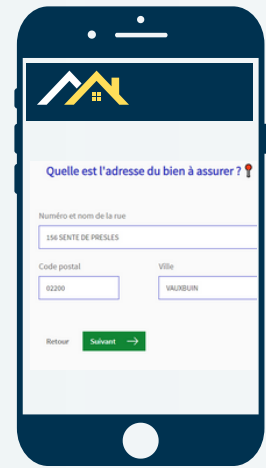 Quelle est l'adresse du bien à assurer ?
Numéro et nom de la rue
156 SENTE DE PRESLES
Code postal Ville
02200 VAUXBUIN
Retour Suivant →